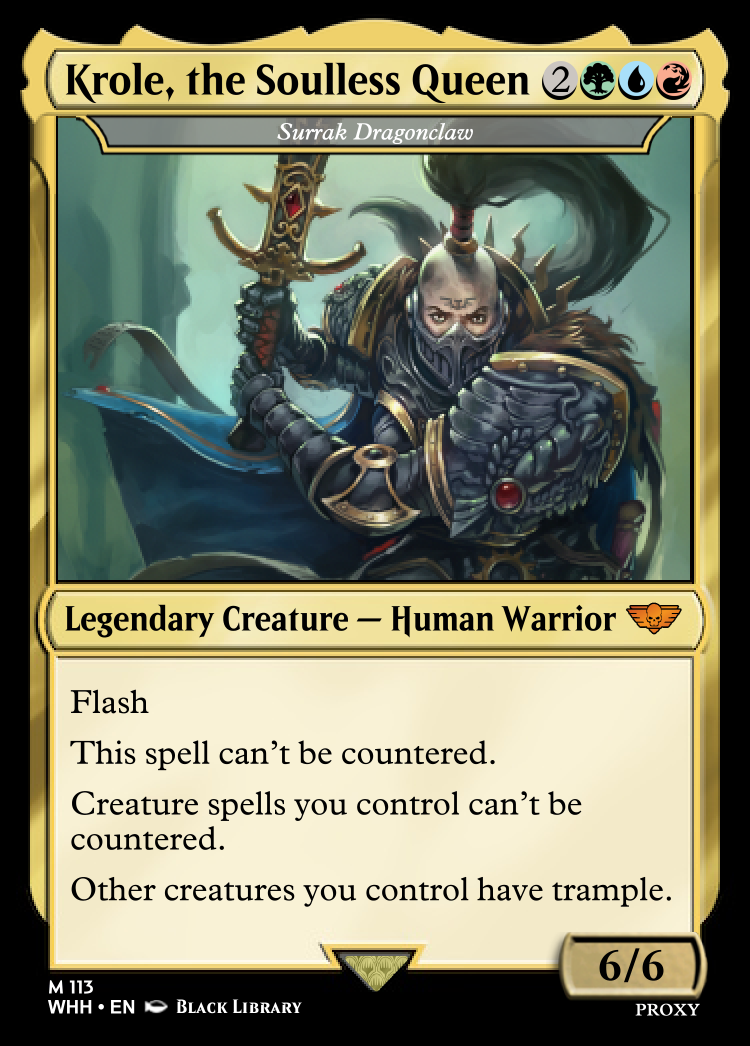 Krole, the Soulless Queen 2
Surrak Dragonclaw
Legendary Creature — Human Warrior
Flash
This spell can't be countered.
Creature spells you control can't be
countered.
Other creatures you control have trample.
6/6
M 113
WHH • EN BLACK LIBRARY
PROXY